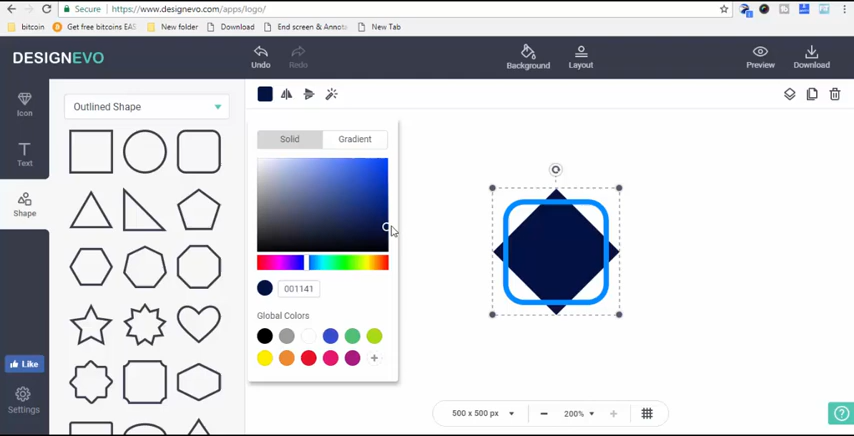 Secure
https://www.designevo.com/apps/logo/
bitcoin
Get free bitcoins EAS
New folder
Download
End screen & Annota
New Tab
DESIGNEVO
Undo
Redo
Background
Layout
Preview
Download
Icon
Text
Shape
Like
Settings
Outlined Shape
Solid
Gradient
001141
Global Colors
+
500 x 500 px
200%